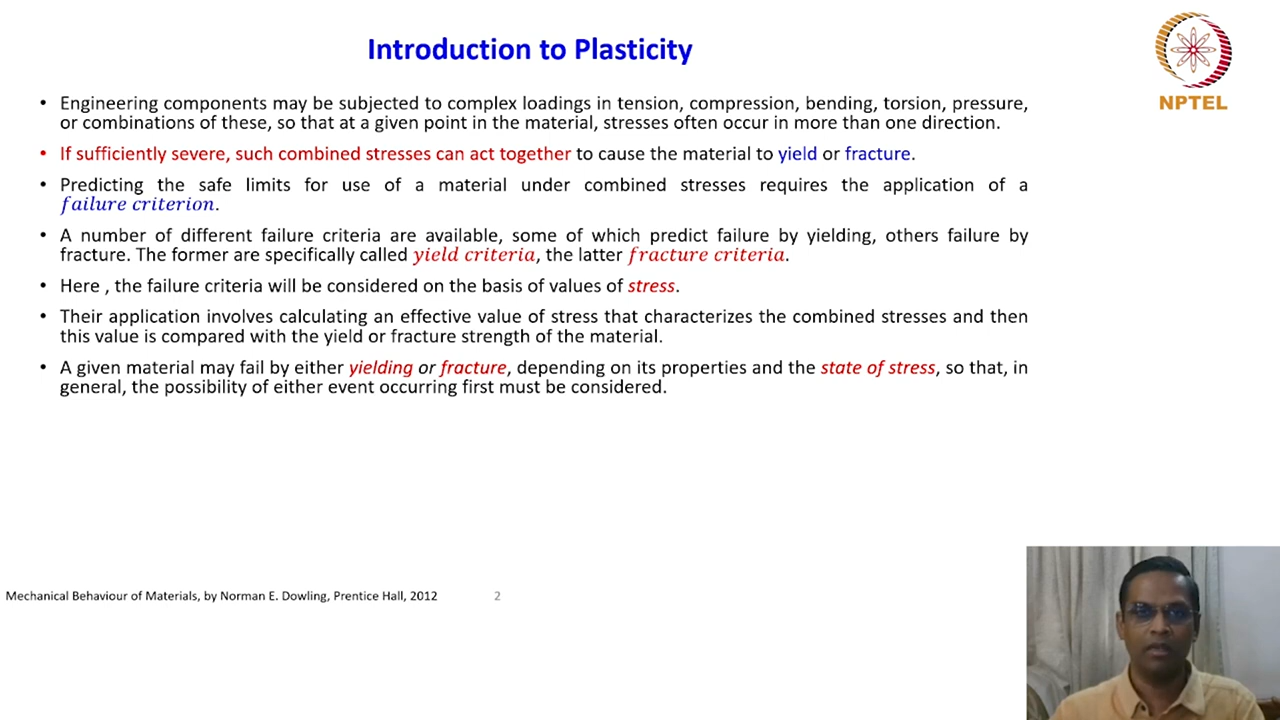 Introduction to Plasticity
NPTEL
• Engineering components may be subjected to complex loadings in tension, compression, bending, torsion, pressure,
or combinations of these, so that at a given point in the material, stresses often occur in more than one direction.
• If sufficiently severe, such combined stresses can act together to cause the material to yield or fracture.
• Predicting the safe limits for use of a material under combined stresses requires the application of a
failure criterion.
• A number of different failure criteria are available, some of which predict failure by yielding, others failure by
fracture. The former are specifically called yield criteria, the latter fracture criteria.
• Here , the failure criteria will be considered on the basis of values of stress.
• Their application involves calculating an effective value of stress that characterizes the combined stresses and then
this value is compared with the yield or fracture strength of the material.
• A given material may fail by either yielding or fracture, depending on its properties and the state of stress, so that, in
general, the possibility of either event occurring first must be considered.
Mechanical Behaviour of Materials, by Norman E. Dowling, Prentice Hall, 2012 2